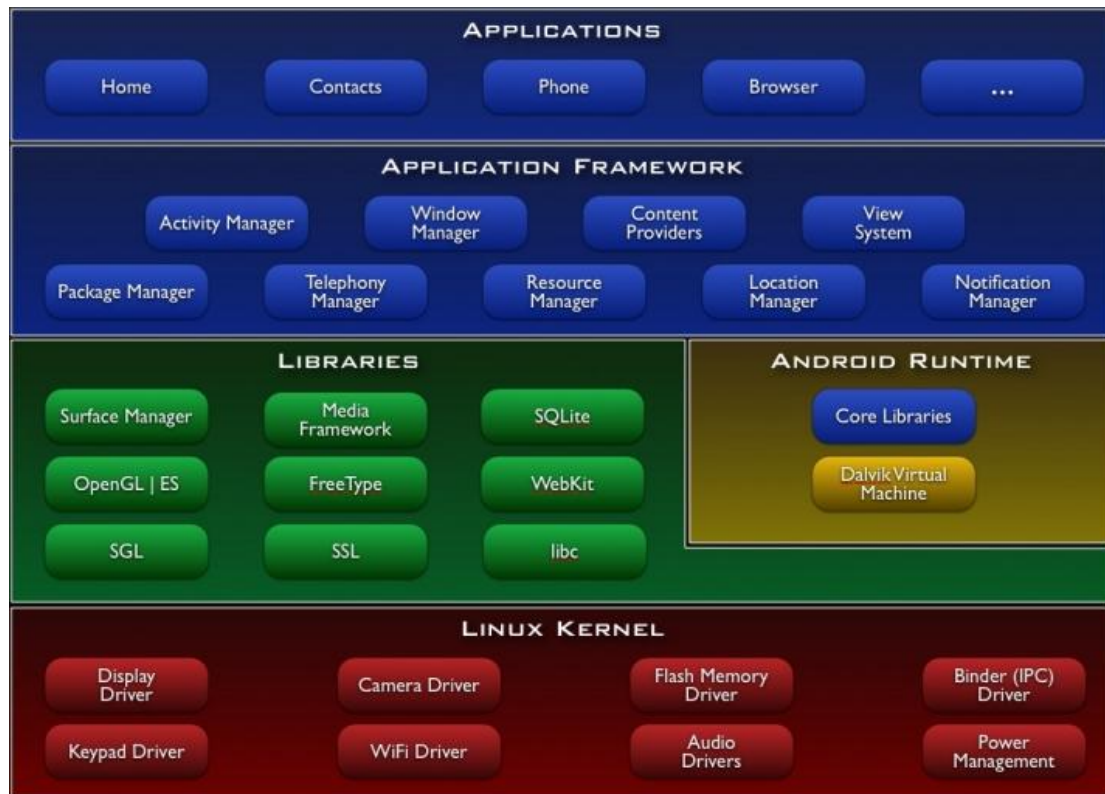 APPLICATIONS
Home
Contacts
Phone
Browser
...
APPLICATION FRAMEWORK
Activity Manager
Window
Manager
Content
Providers
View
System
Package Manager
Telephony
Manager
Resource
Manager
Location
Manager
Notification
Manager
LIBRARIES
Surface Manager
Media
Framework
SQLite
OpenGL | ES
FreeType
WebKit
SGL
SSL
libc
ANDROID RUNTIME
Core Libraries
Dalvik Virtual
Machine
LINUX KERNEL
Display
Driver
Camera Driver
Flash Memory
Driver
Binder (IPC)
Driver
Keypad Driver
WiFi Driver
Audio
Drivers
Power
Management